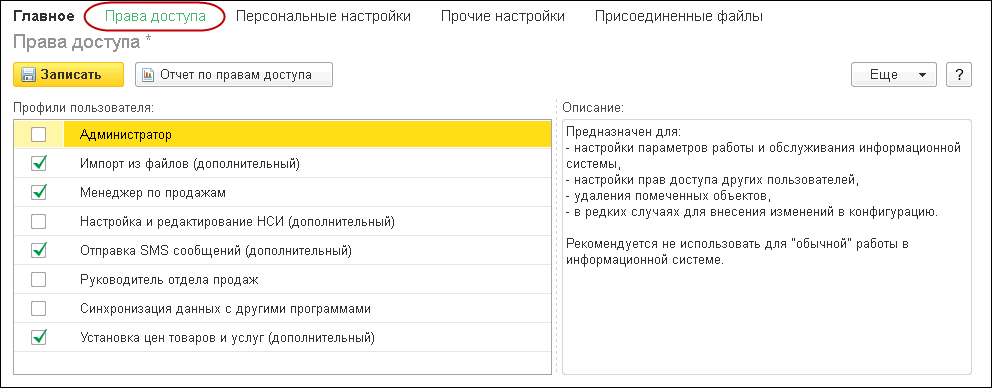 Главное Права доступа Персональные настройки Прочие настройки Присоединенные файлы
Права доступа *
Записать Отчет по правам доступа Еще ?
Профили пользователя:
Администратор
Импорт из файлов (дополнительный)
Менеджер по продажам
Настройка и редактирование НСИ (дополнительный)
Отправка SMS сообщений (дополнительный)
Руководитель отдела продаж
Синхронизация данных с другими программами
Установка цен товаров и услуг (дополнительный)
Описание:
Предназначен для:
- настройки параметров работы и обслуживания информационной
системы,
- настройки прав доступа других пользователей,
- удаления помеченных объектов,
- в редких случаях для внесения изменений в конфигурацию.
Рекомендуется не использовать для "обычной" работы в
информационной системе.